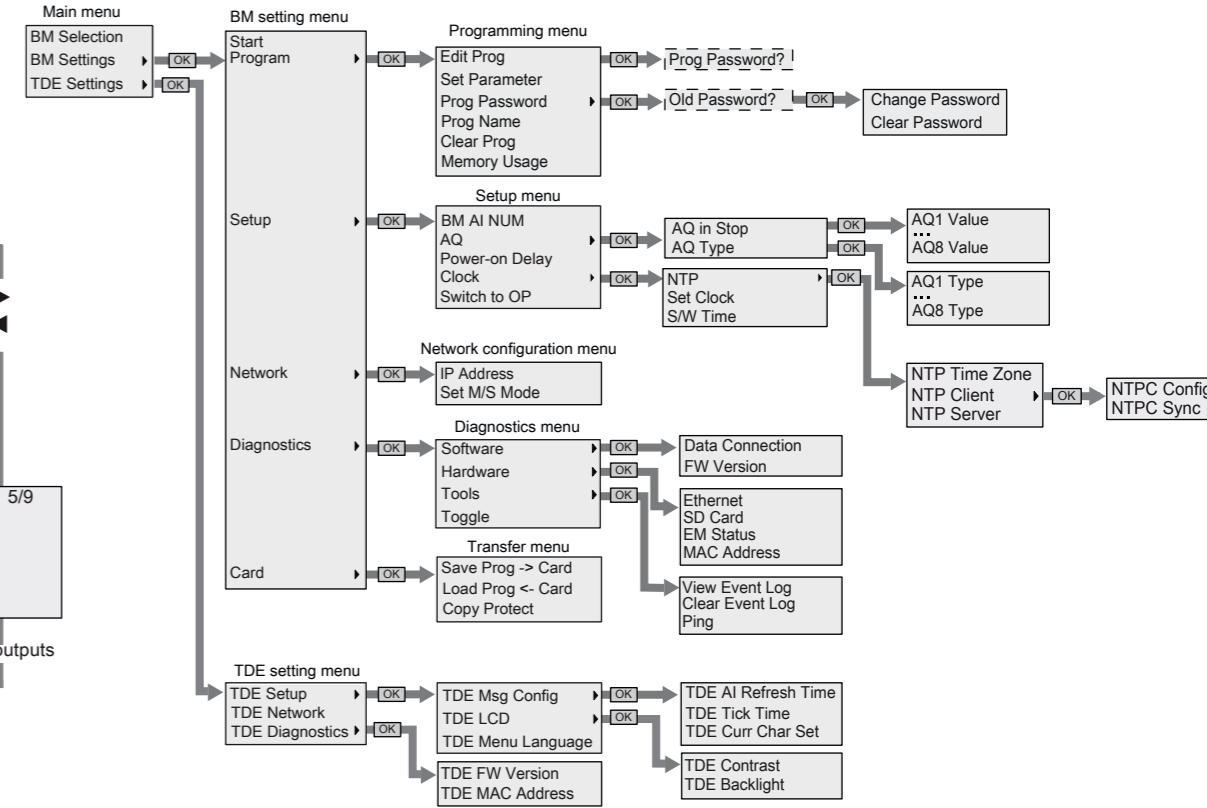 Main menu
BM Selection
BM Settings
OK
TDE Settings
OK
BM setting menu
Start
Program
OK
Setup
OK
Network
OK
Diagnostics
OK
Card
OK
Programming menu
Edit Prog
OK
Prog Password?
Set Parameter
Prog Password
OK
Old Password?
OK
Change Password
Clear Password
Prog Name
Clear Prog
Memory Usage
Setup menu
BM AI NUM
AQ
OK
Power-on Delay
Clock
OK
Switch to OP
AQ in Stop
OK
AQ Type
OK
AQ1 Value
...
AQ8 Value
AQ1 Type
...
AQ8 Type
NTP
OK
Set Clock
S/W Time
NTP Time Zone
NTP Client
OK
NTP Server
NTPC Config
NTPC Sync
Network configuration menu
IP Address
Set M/S Mode
Diagnostics menu
Software
OK
Hardware
OK
Tools
OK
Toggle
Data Connection
FW Version
Ethernet
SD Card
EM Status
MAC Address
View Event Log
Clear Event Log
Ping
Transfer menu
Save Prog -> Card
Load Prog <- Card
Copy Protect
5/9
outputs
TDE setting menu
TDE Setup
OK
TDE Network
TDE Diagnostics
OK
TDE Msg Config
OK
TDE LCD
OK
TDE Menu Language
TDE AI Refresh Time
TDE Tick Time
TDE Curr Char Set
TDE Contrast
TDE Backlight
TDE FW Version
TDE MAC Address